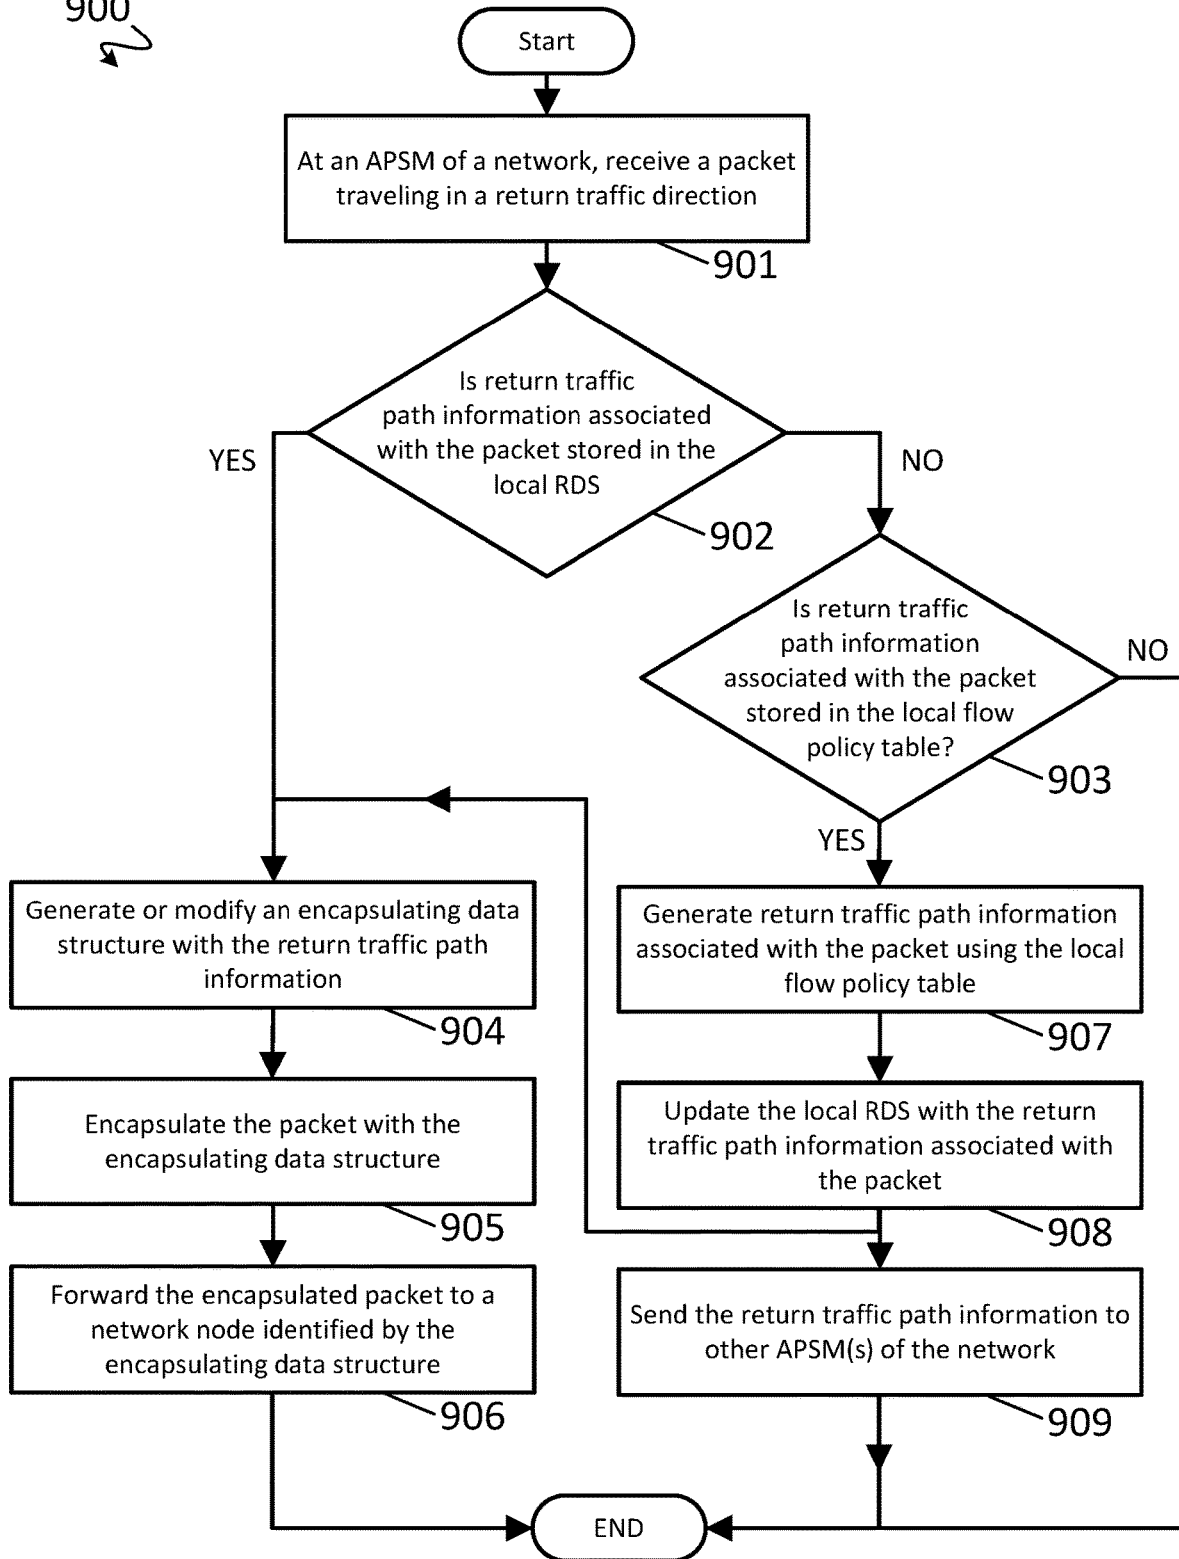 900
Start
At an APSM of a network, receive a packet
traveling in a return traffic direction
901
Is return traffic
path information associated
with the packet stored in the
local RDS
YES
NO
902
Is return traffic
path information
associated with the packet
stored in the local flow
policy table?
NO
903
YES
Generate or modify an encapsulating data
structure with the return traffic path
information
904
Encapsulate the packet with the
encapsulating data structure
905
Forward the encapsulated packet to a
network node identified by the
encapsulating data structure
906
Generate return traffic path information
associated with the packet using the local
flow policy table
907
Update the local RDS with the return
traffic path information associated with
the packet
908
Send the return traffic path information to
other APSM(s) of the network
909
END